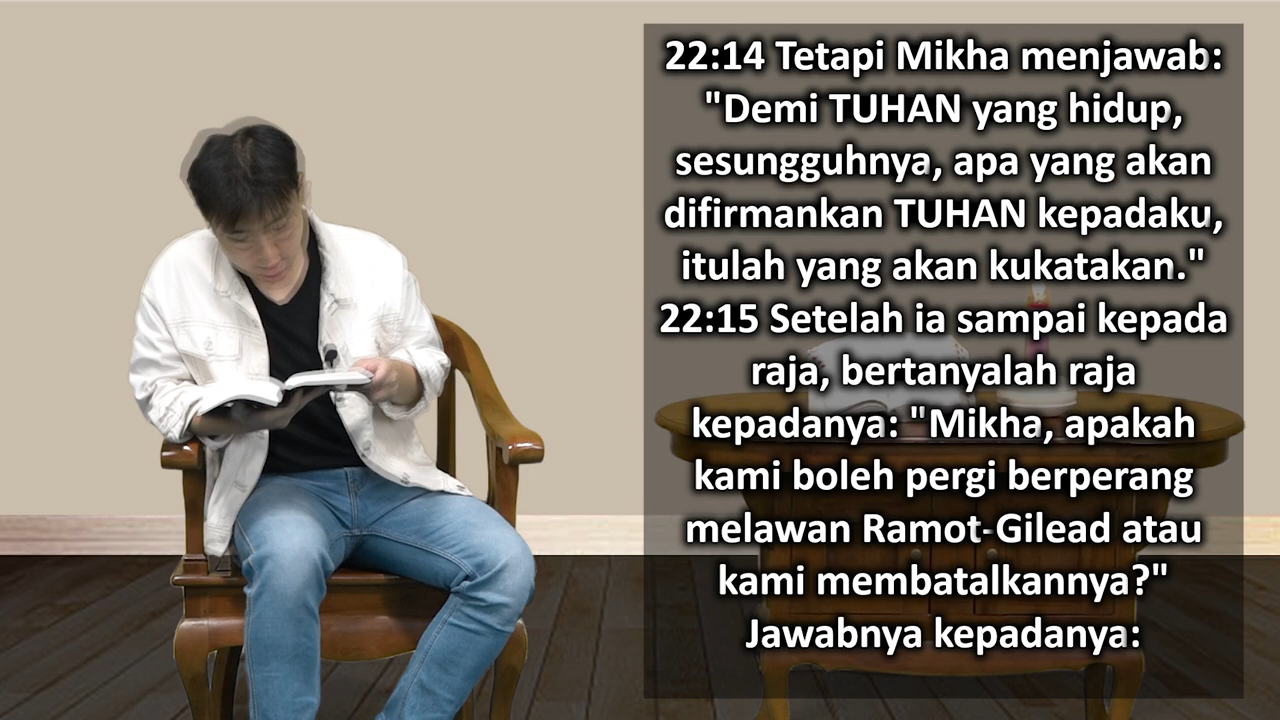 22:14 Tetapi Mikha menjawab:
"Demi TUHAN yang hidup,
sesungguhnya, apa yang akan
difirmankan TUHAN kepadaku,
itulah yang akan kukatakan."
22:15 Setelah ia sampai kepada
raja, bertanyalah raja
kepadanya: "Mikha, apakah
kami boleh pergi berperang
melawan Ramot-Gilead atau
kami membatalkannya?"
Jawabnya kepadanya: